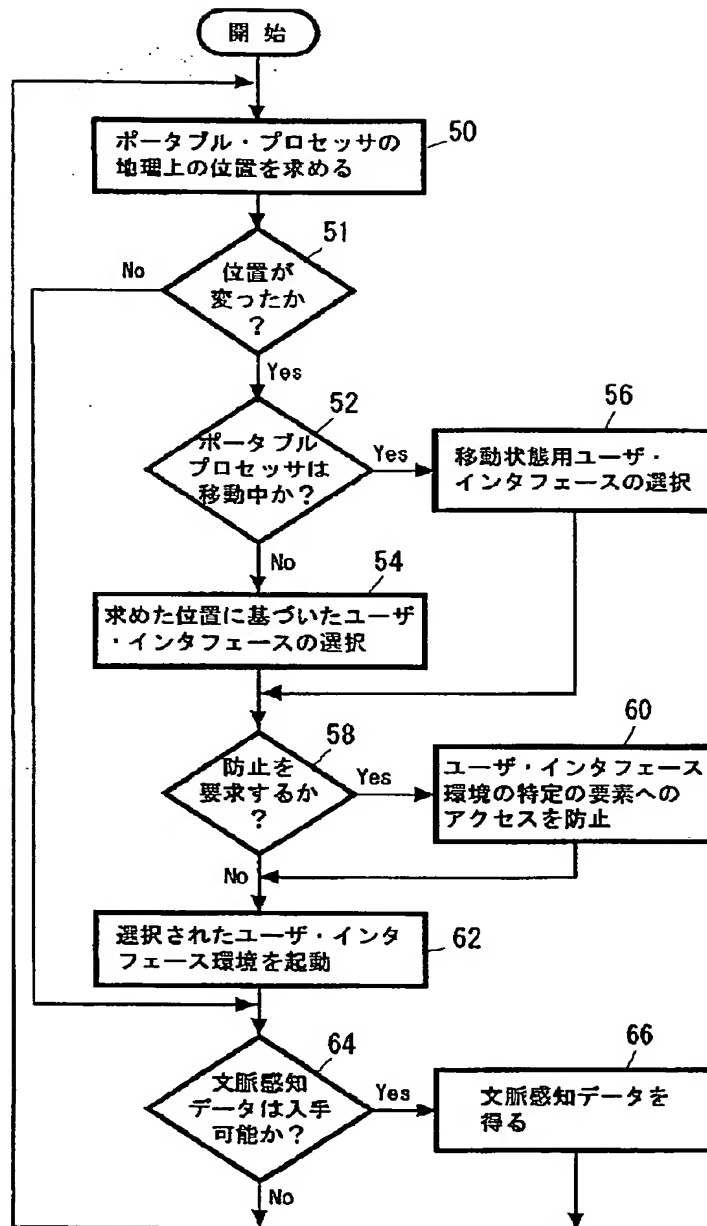 開 始
50
ポータブル・プロセッサの
地理上の位置を求める
51
No
位置が
変ったか
?
Yes
52
ポータブル
プロセッサは
移動中か?
Yes
56
移動状態用ユーザ・
インタフェースの選択
No
54
求めた位置に基づいたユーザ
・インタフェースの選択
58
防止を
要求するか
?
Yes
60
ユーザ・インタフェース
環境の特定の要素への
アクセスを防止
No
選択されたユーザ・インタ
フェース環境を起動
62
64
文脈感知
データは入手
可能か?
Yes
66
文脈感知データを
得る
No